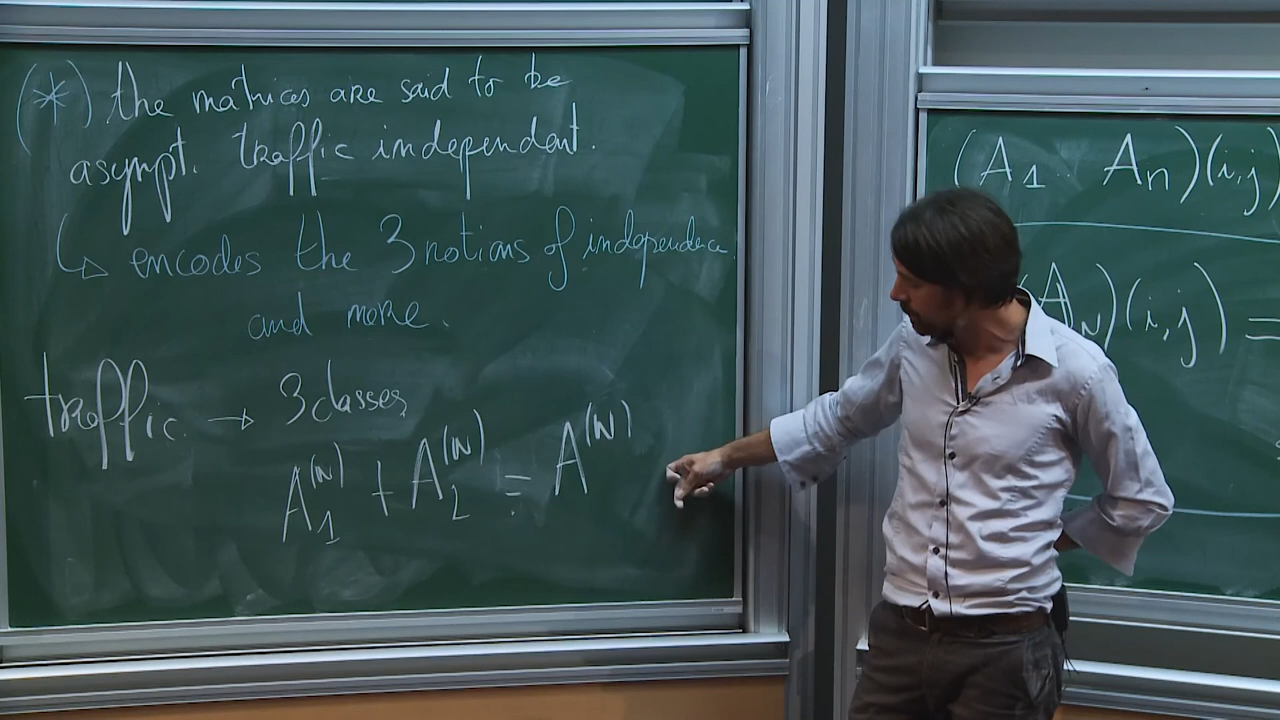 (*) the matrices are said to be
asympt. traffic independent.
↳ encodes the 3 notions of independence
and more.
traffic → 3 classes
A₁⁽ᴺ⁾ + A₂⁽ᴺ⁾ = A⁽ᴺ⁾
(A₁ .. Aₙ)(i,j)
)(i,j) =